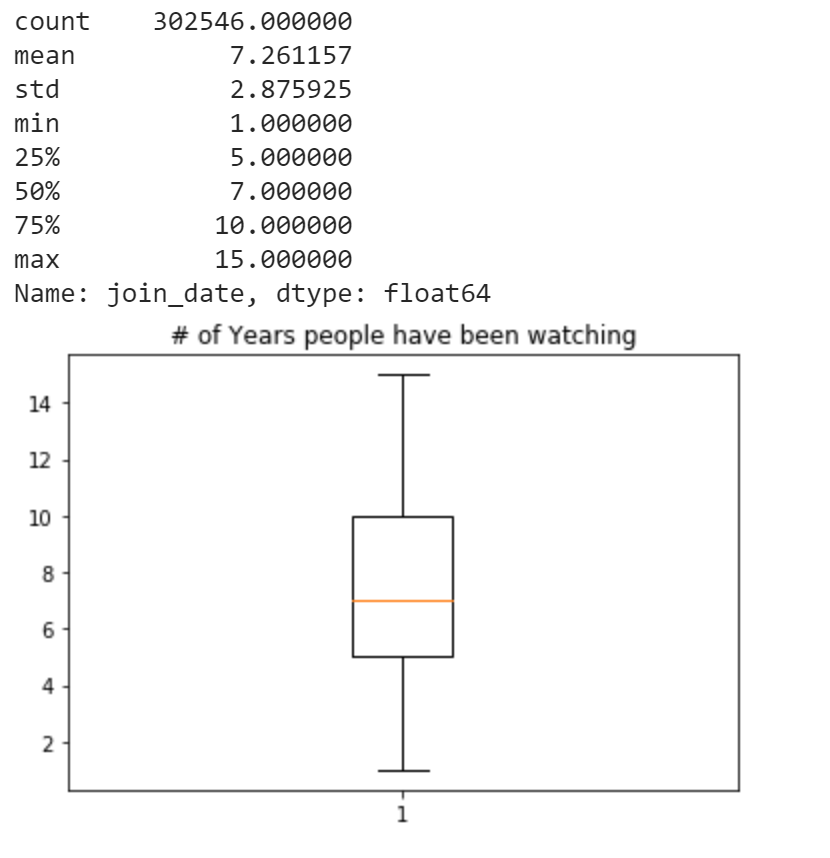 count 302546.000000
mean 7.261157
std 2.875925
min 1.000000
25% 5.000000
50% 7.000000
75% 10.000000
max 15.000000
Name: join_date, dtype: float64
# of Years people have been watching
14
12
10
8
6
4
2
1